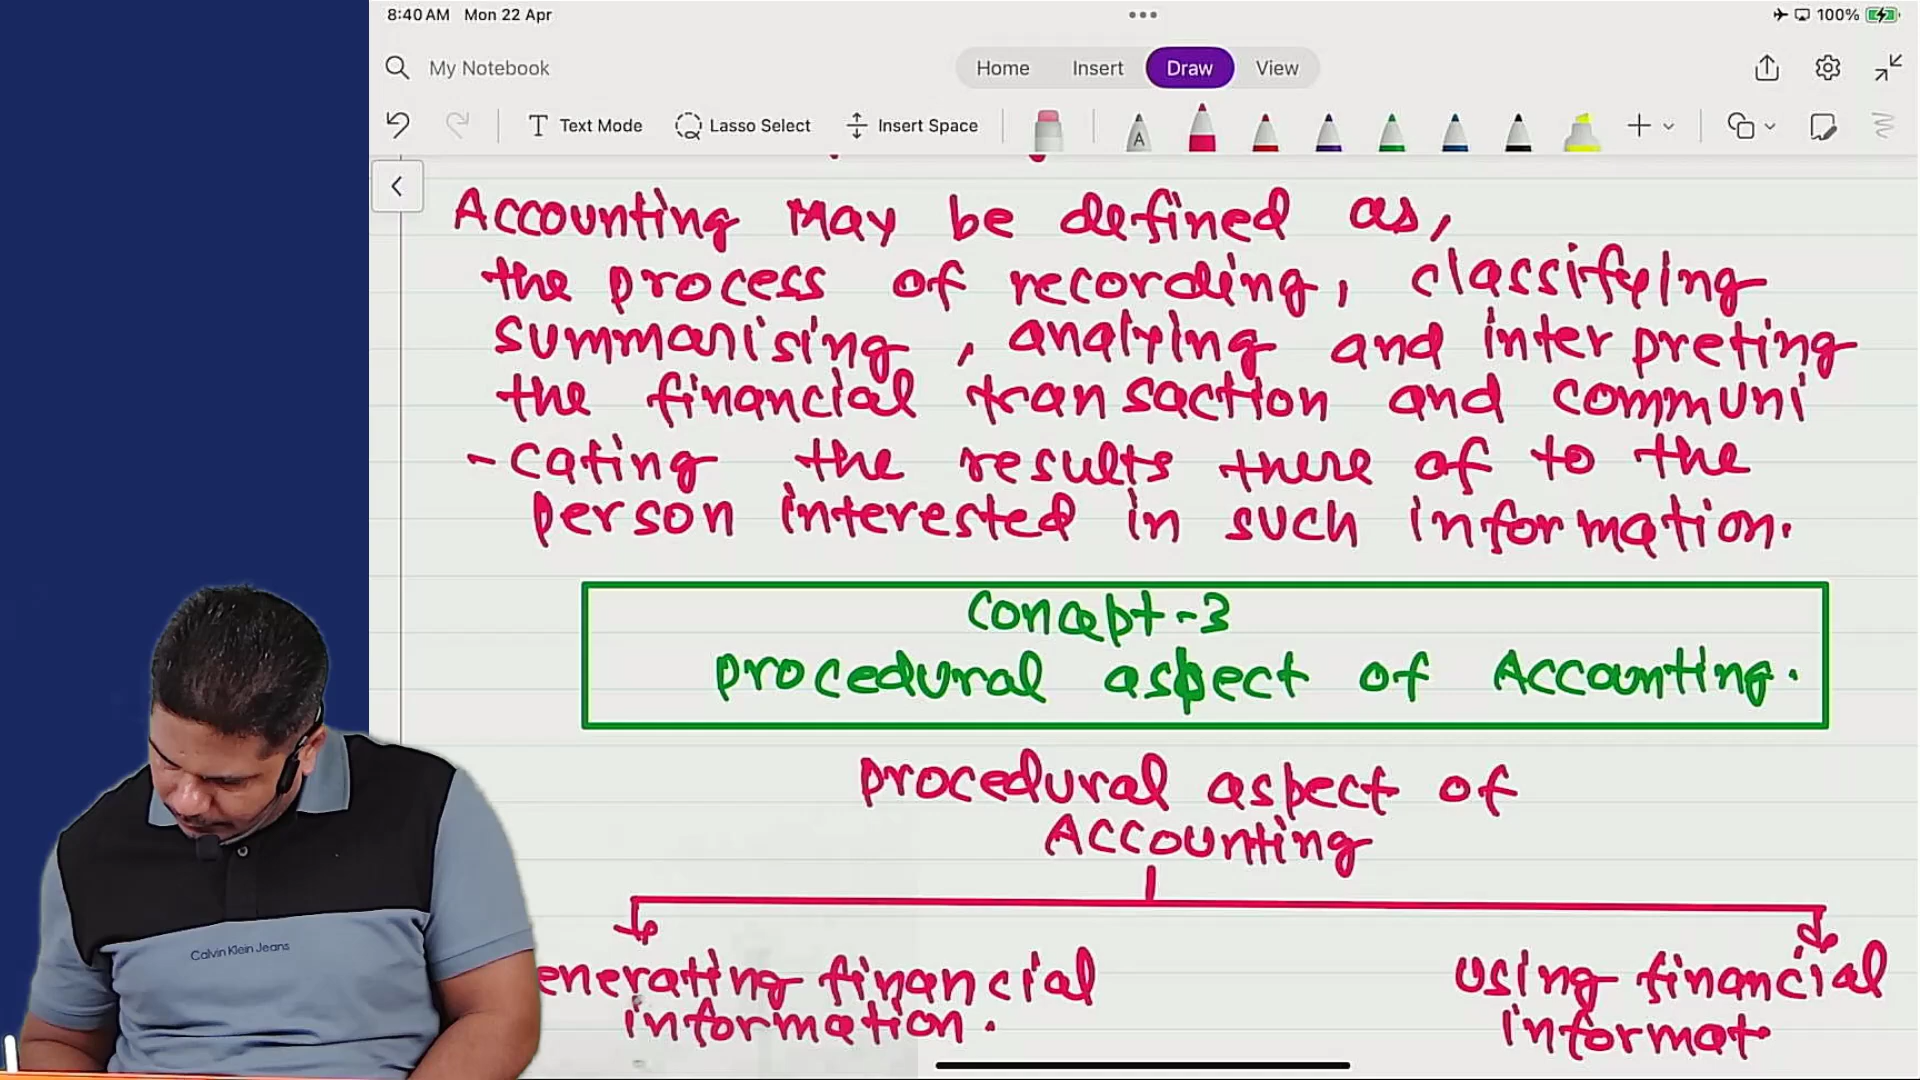 8:40 AM Mon 22 Apr
100%
My Notebook
Home Insert Draw View
Text Mode Lasso Select Insert Space
A
Accounting may be defined as,
the process of recording, classifying
summarising, analying and interpreting
the financial transaction and communi
-cating the results there of to the
person interested in such information.
Concept-3
procedural aspect of Accounting.
procedural aspect of
Accounting
enerating financial
information.
using financial
informat
Calvin Klein Jeans